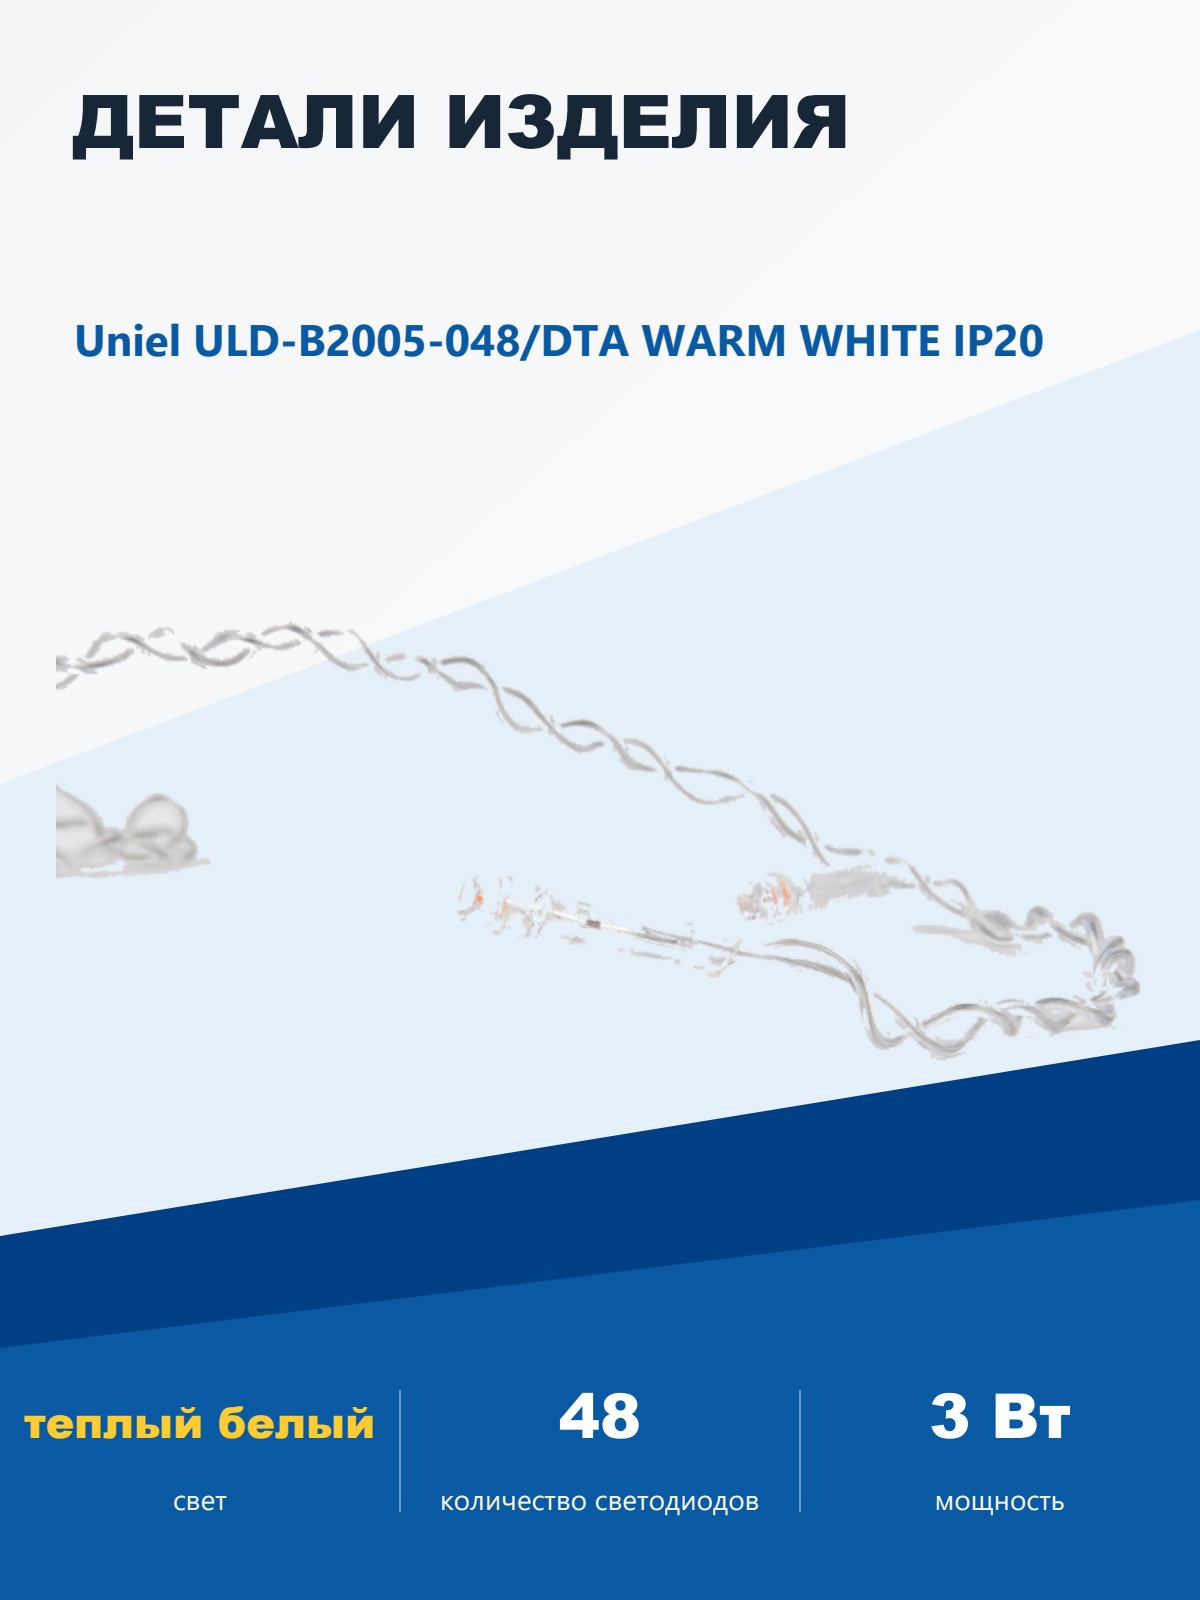 ДЕТАЛИ ИЗДЕЛИЯ
Uniel ULD-B2005-048/DTA WARM WHITE IP20
теплый белый
свет
48
количество светодиодов
3 Вт
мощность